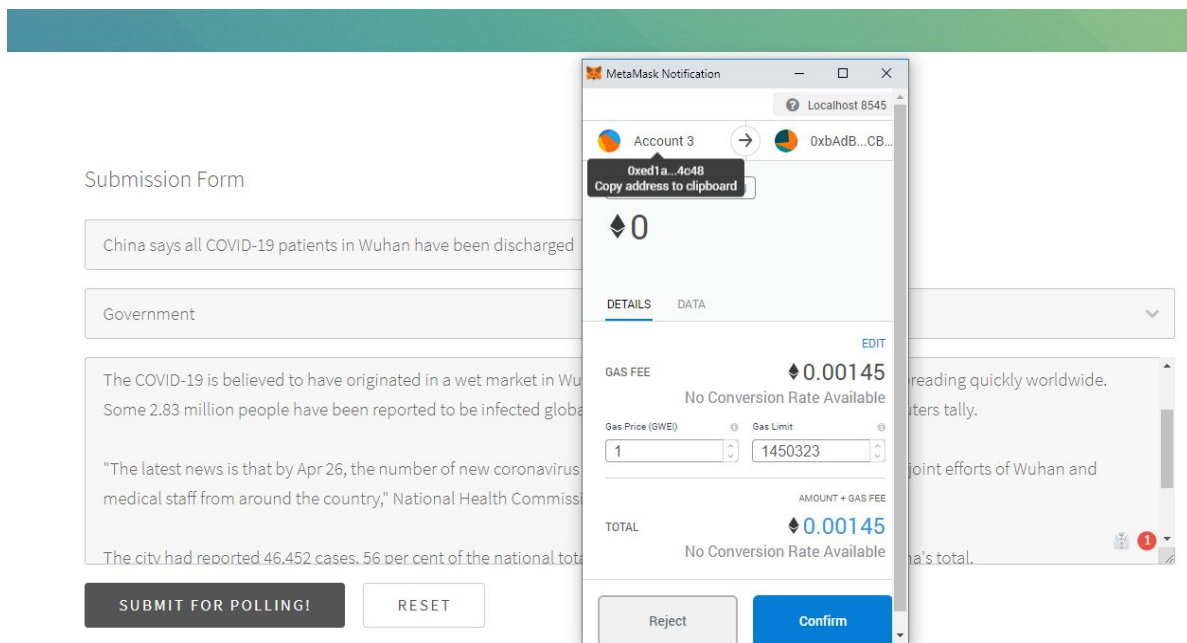 MetaMask Notification
Localhost 8545
Account 3
0xbAdB...CB...
0xed1a...4c48
Copy address to clipboard
0
DETAILS DATA
EDIT
GAS FEE
0.00145
No Conversion Rate Available
Gas Price (GWEI)
Gas Limit
1
1450323
AMOUNT + GAS FEE
TOTAL
0.00145
No Conversion Rate Available
Reject
Confirm
Submission Form
China says all COVID-19 patients in Wuhan have been discharged
Government
The COVID-19 is believed to have originated in a wet market in Wu reading quickly worldwide.
Some 2.83 million people have been reported to be infected globa ters tally.
"The latest news is that by Apr 26, the number of new coronavirus joint efforts of Wuhan and
medical staff from around the country," National Health Commissi
The city had reported 46,452 cases, 56 per cent of the national tota a's total.
1
SUBMIT FOR POLLING!
RESET